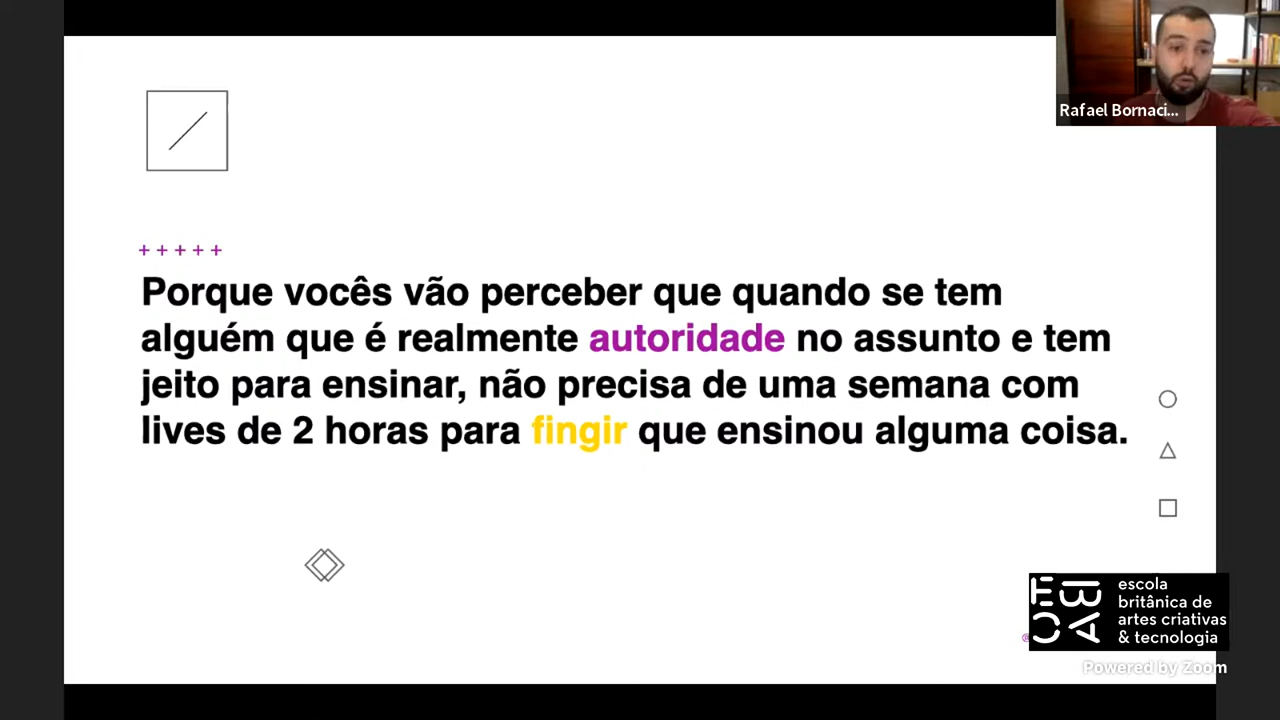 Rafael Bornaci...
+ + + + +
Porque vocês vão perceber que quando se tem
alguém que é realmente autoridade no assunto e tem
jeito para ensinar, não precisa de uma semana com
lives de 2 horas para fingir que ensinou alguma coisa.
EBAC
escola
britânica de
artes criativas
& tecnologia
Powered by Zoom